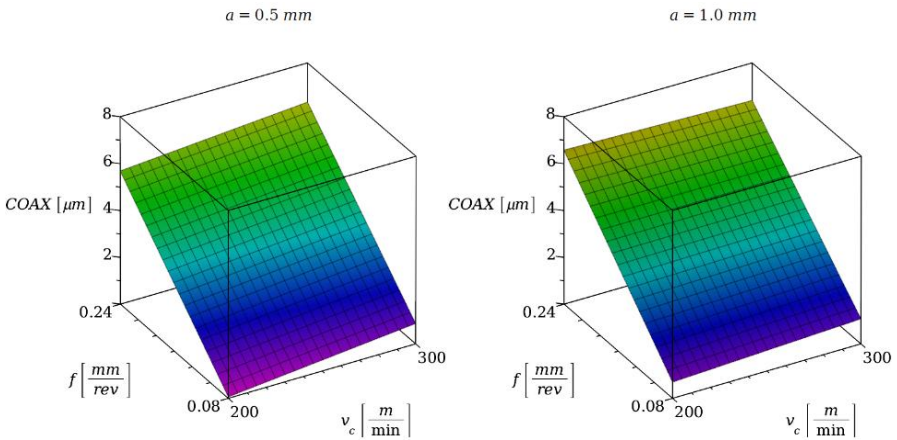 a = 0.5 mm
8
6
COAX [μm] 4
2
0.24
f [mm/rev]
0.08
200
v_c [m/min]
300
a = 1.0 mm
8
6
COAX [μm] 4
2
0.24
f [mm/rev]
0.08
200
v_c [m/min]
300